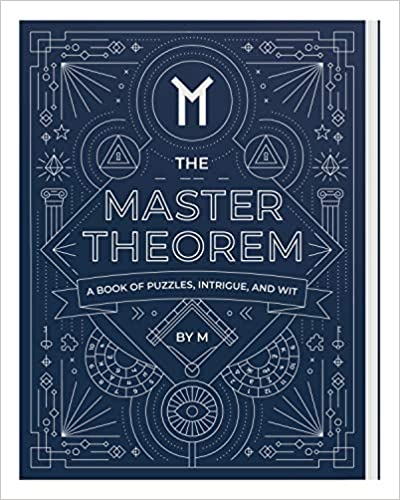 M
THE
MASTER
THEOREM
A BOOK OF PUZZLES, INTRIGUE, AND WIT
BY M